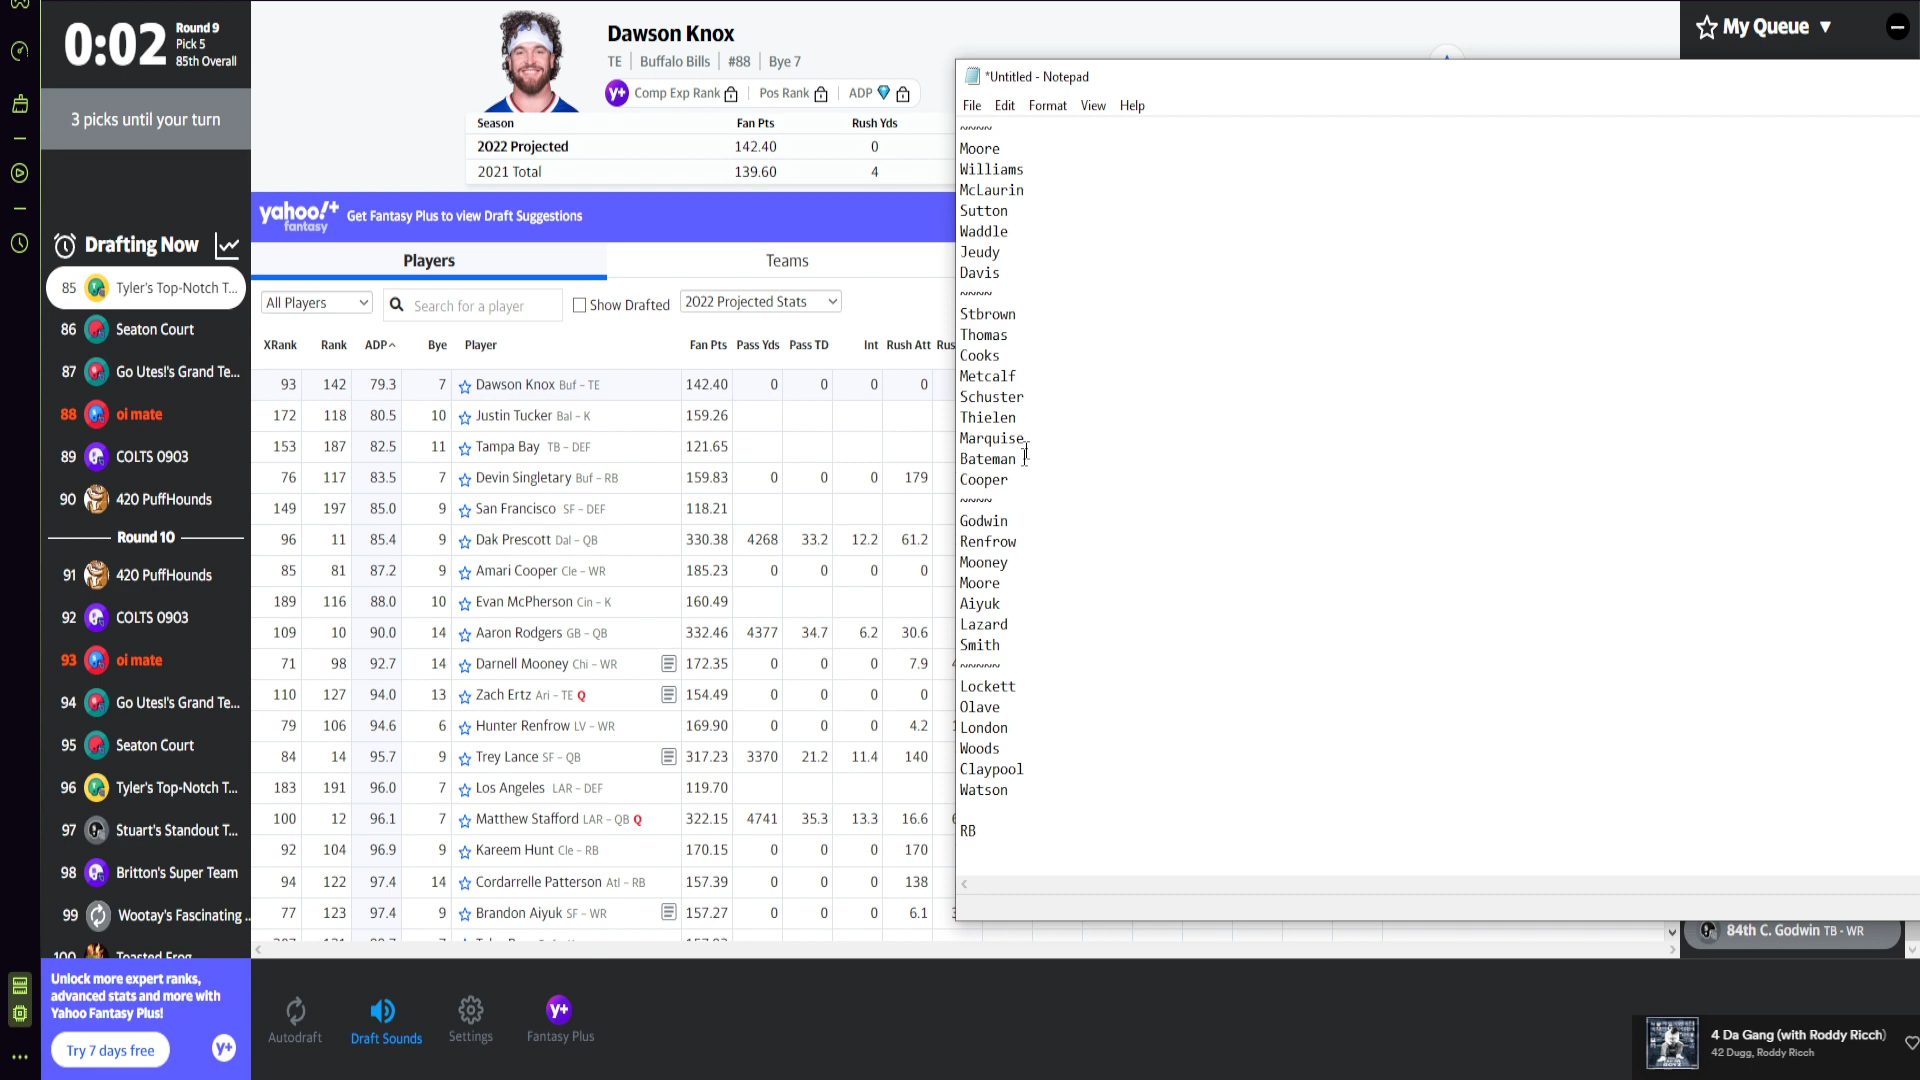 0:02
Round 9
Pick 5
85th Overall
3 picks until your turn
Drafting Now
85 Tyler's Top-Notch T...
86 Seaton Court
87 Go Utes!'s Grand Te...
88 oi mate
89 COLTS 0903
90 420 PuffHounds
Round 10
91 420 PuffHounds
92 COLTS 0903
93 oi mate
94 Go Utes!'s Grand Te...
95 Seaton Court
96 Tyler's Top-Notch T...
97 Stuart's Standout T...
98 Britton's Super Team
99 Wootay's Fascinating ..
100 Toasted Frog
Unlock more expert ranks,
advanced stats and more with
Yahoo Fantasy Plus!
Try 7 days free
y+
Dawson Knox
TE | Buffalo Bills | #88 | Bye 7
y+ Comp Exp Rank | Pos Rank | ADP
Season Fan Pts Rush Yds
2022 Projected 142.40 0
2021 Total 139.60 4
yahoo!+ fantasy Get Fantasy Plus to view Draft Suggestions
Players Teams
All Players Search for a player Show Drafted 2022 Projected Stats
XRank Rank ADP Bye Player Fan Pts Pass Yds Pass TD Int Rush Att Rus
93 142 79.3 7 Dawson Knox Buf - TE 142.40 0 0 0 0
172 118 80.5 10 Justin Tucker Bal - K 159.26
153 187 82.5 11 Tampa Bay TB - DEF 121.65
76 117 83.5 7 Devin Singletary Buf - RB 159.83 0 0 0 179
149 197 85.0 9 San Francisco SF - DEF 118.21
96 11 85.4 9 Dak Prescott Dal - QB 330.38 4268 33.2 12.2 61.2
85 81 87.2 9 Amari Cooper Cle - WR 185.23 0 0 0 0
189 116 88.0 10 Evan McPherson Cin - K 160.49
109 10 90.0 14 Aaron Rodgers GB - QB 332.46 4377 34.7 6.2 30.6
71 98 92.7 14 Darnell Mooney Chi - WR 172.35 0 0 0 7.9
110 127 94.0 13 Zach Ertz Ari - TE Q 154.49 0 0 0 0
79 106 94.6 6 Hunter Renfrow LV - WR 169.90 0 0 0 4.2
84 14 95.7 9 Trey Lance SF - QB 317.23 3370 21.2 11.4 140
183 191 96.0 7 Los Angeles LAR - DEF 119.70
100 12 96.1 7 Matthew Stafford LAR - QB Q 322.15 4741 35.3 13.3 16.6
92 104 96.9 9 Kareem Hunt Cle - RB 170.15 0 0 0 170
94 122 97.4 14 Cordarrelle Patterson Atl - RB 157.39 0 0 0 138
77 123 97.4 9 Brandon Aiyuk SF - WR 157.27 0 0 0 6.1
Autodraft
Draft Sounds
Settings
y+
Fantasy Plus
My Queue
*Untitled - Notepad
File Edit Format View Help
~~~~
Moore
Williams
McLaurin
Sutton
Waddle
Jeudy
Davis
~~~~
Stbrown
Thomas
Cooks
Metcalf
Schuster
Thielen
Marquise
Bateman
Cooper
~~~~
Godwin
Renfrow
Mooney
Moore
Aiyuk
Lazard
Smith
~~~~~
Lockett
Olave
London
Woods
Claypool
Watson
RB
84th C. Godwin TB - WR
4 Da Gang (with Roddy Ricch)
42 Dugg, Roddy Ricch